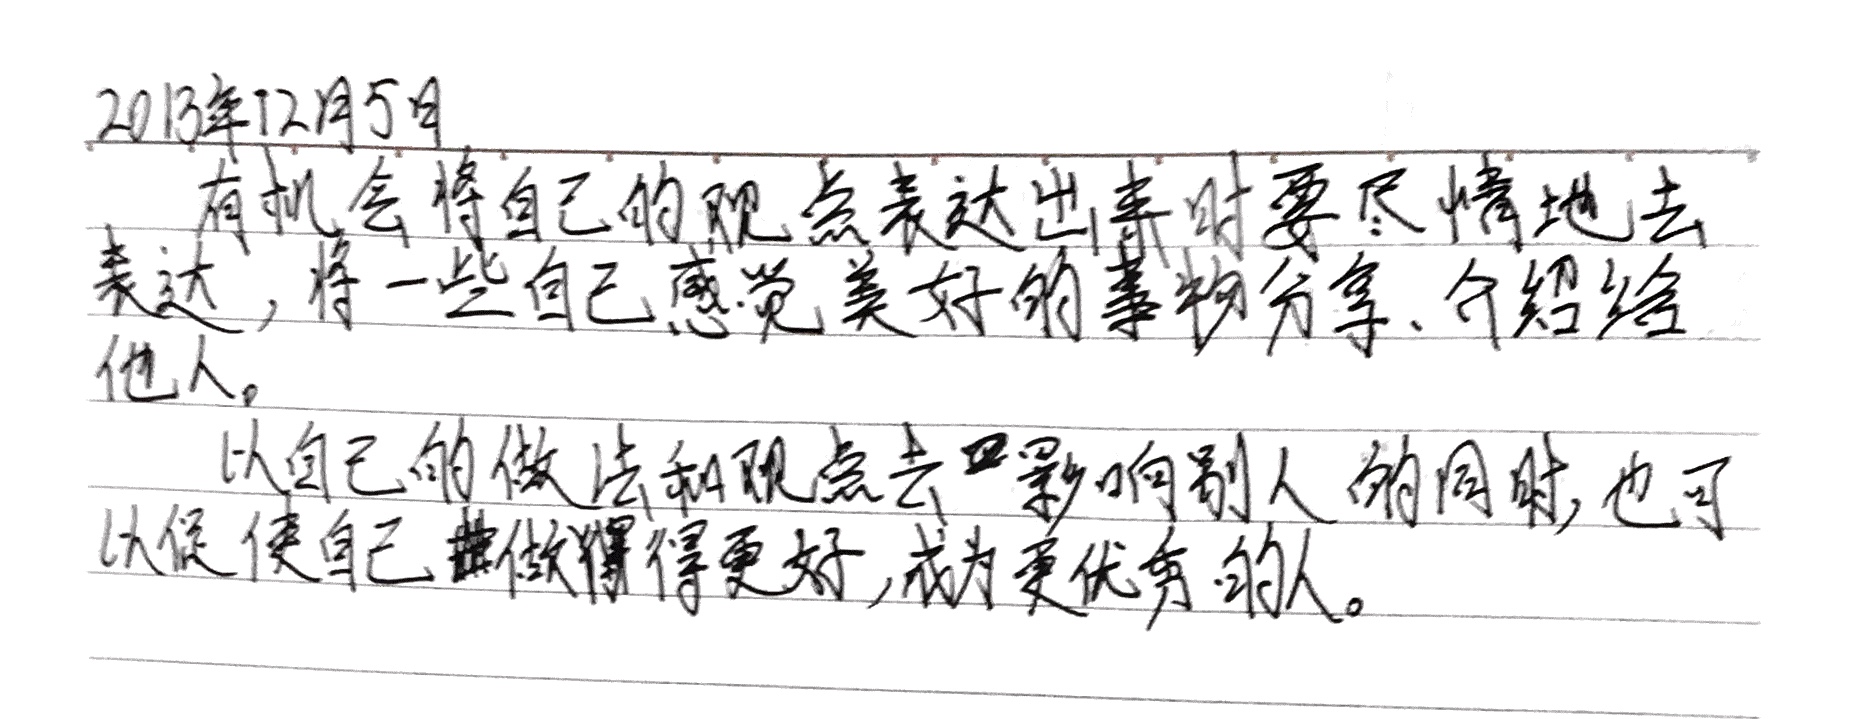 2013年12月5日
有机会将自己的观点表达出来时要尽情地去
表达，将一些自己感觉美好的事物分享、介绍给
他人。
以自己的做法和观点去影响别人的同时，也可
以促使自己做得更好，成为更优秀的人。